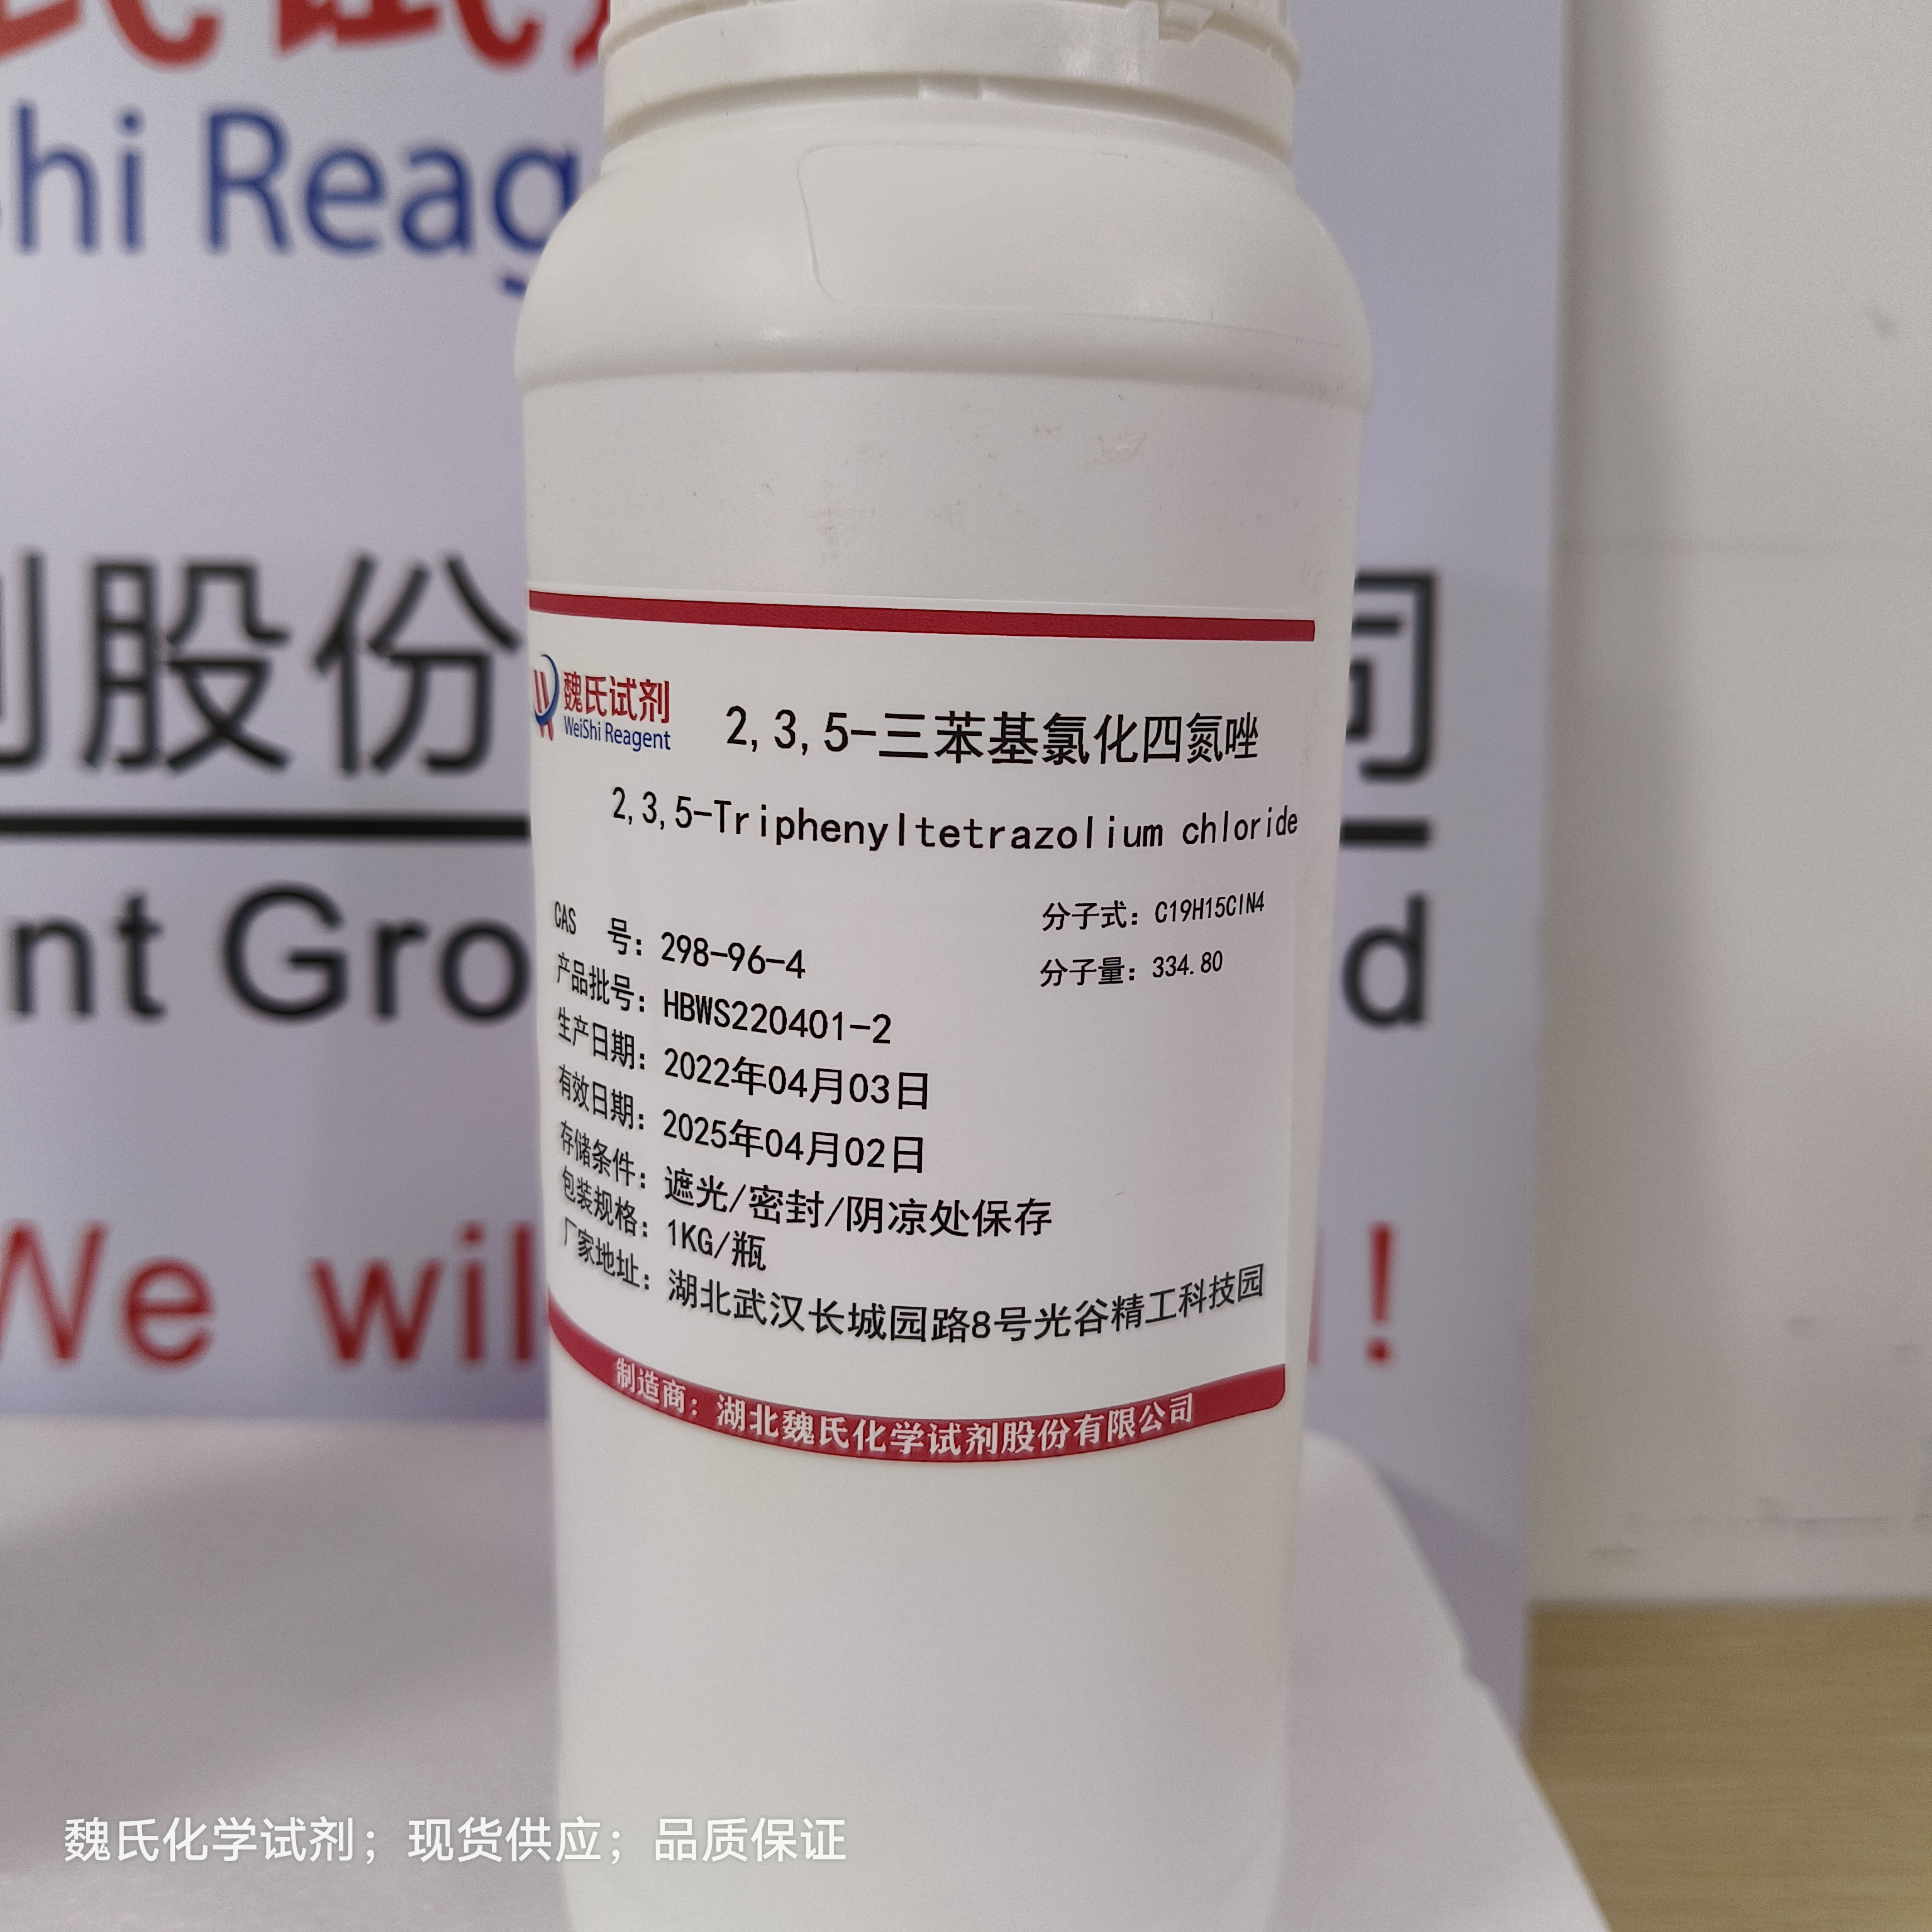 hi Reag
股份
司
nt Gro
d
We wil
!
魏氏试剂
WeiShi Reagent
2,3,5-三苯基氯化四氮唑
2,3,5-Triphenyltetrazolium chloride
CAS 号：298-96-4
分子式：C19H15ClN4
产品批号：HBWS220401-2
分子量：334.80
生产日期：2022年04月03日
有效日期：2025年04月02日
存储条件：遮光/密封/阴凉处保存
包装规格：1KG/瓶
厂家地址：湖北武汉长城园路8号光谷精工科技园
制造商：湖北魏氏化学试剂股份有限公司
魏氏化学试剂；现货供应；品质保证